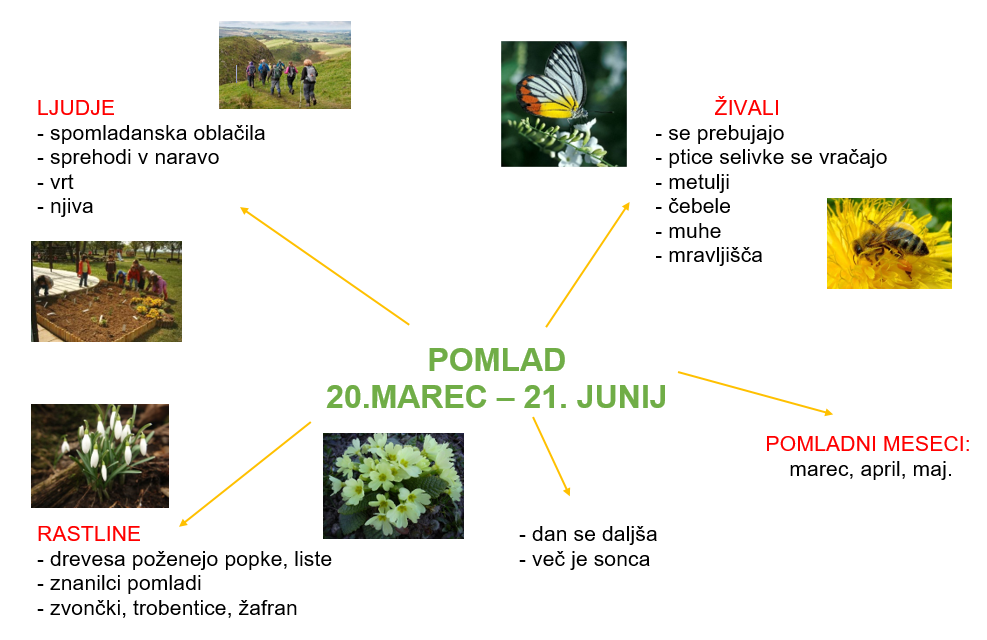 LJUDJE
- spomladanska oblačila
- sprehodi v naravo
- vrt
- njiva
ŽIVALI
- se prebujajo
- ptice selivke se vračajo
- metulji
- čebele
- muhe
- mravljišča
POMLAD
20.MAREC – 21. JUNIJ
POMLADNI MESECI:
marec, april, maj.
RASTLINE
- drevesa poženejo popke, liste
- znanilci pomladi
- zvončki, trobentice, žafran
- dan se daljša
- več je sonca